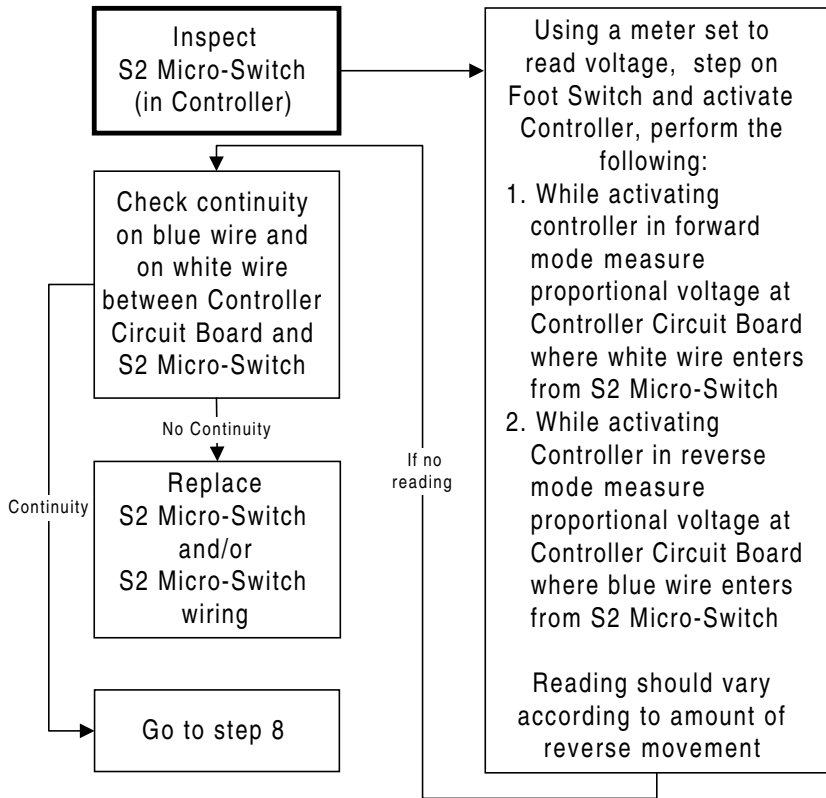 Inspect
S2 Micro-Switch
(in Controller)
Using a meter set to
read voltage, step on
Foot Switch and activate
Controller, perform the
following:
1. While activating
controller in forward
mode measure
proportional voltage at
Controller Circuit Board
where white wire enters
from S2 Micro-Switch
2. While activating
Controller in reverse
mode measure
proportional voltage at
Controller Circuit Board
where blue wire enters
from S2 Micro-Switch
Reading should vary
according to amount of
reverse movement
If no
reading
Check continuity
on blue wire and
on white wire
between Controller
Circuit Board and
S2 Micro-Switch
No Continuity
Replace
S2 Micro-Switch
and/or
S2 Micro-Switch
wiring
Continuity
Go to step 8